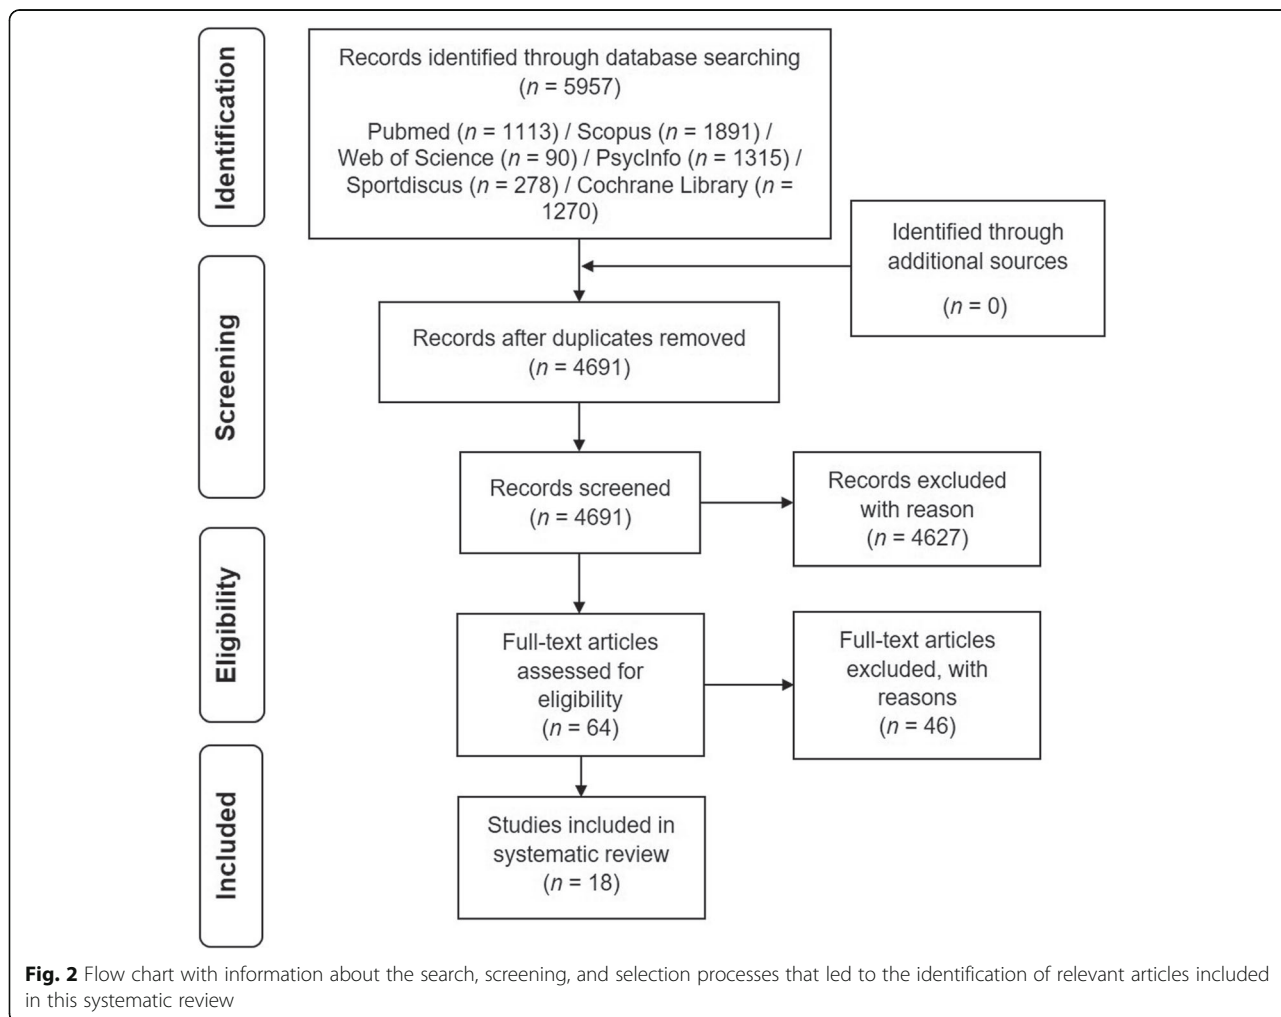 Identification
Records identified through database searching
(n = 5957)
Pubmed (n = 1113) / Scopus (n = 1891) /
Web of Science (n = 90) / PsycInfo (n = 1315) /
Sportdiscus (n = 278) / Cochrane Library (n =
1270)
Identified through
additional sources
(n = 0)
Screening
Records after duplicates removed
(n = 4691)
Records screened
(n = 4691)
Records excluded
with reason
(n = 4627)
Eligibility
Full-text articles
assessed for
eligibility
(n = 64)
Full-text articles
excluded, with
reasons
(n = 46)
Included
Studies included in
systematic review
(n = 18)
Fig. 2 Flow chart with information about the search, screening, and selection processes that led to the identification of relevant articles included
in this systematic review